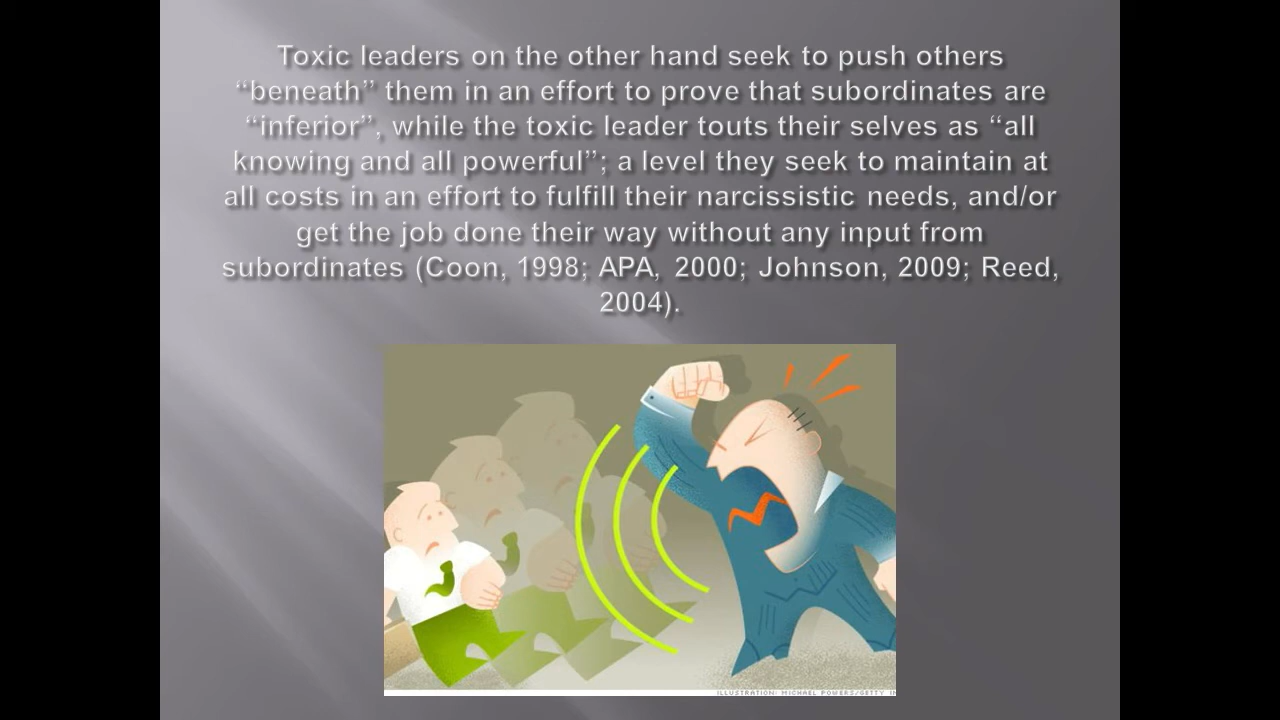 Toxic leaders on the other hand seek to push others
“beneath” them in an effort to prove that subordinates are
“inferior”, while the toxic leader touts their selves as “all
knowing and all powerful”; a level they seek to maintain at
all costs in an effort to fulfill their narcissistic needs, and/or
get the job done their way without any input from
subordinates (Coon, 1998; APA, 2000; Johnson, 2009; Reed,
2004).
ILLUSTRATION: MICHAEL POWERS/GETTY